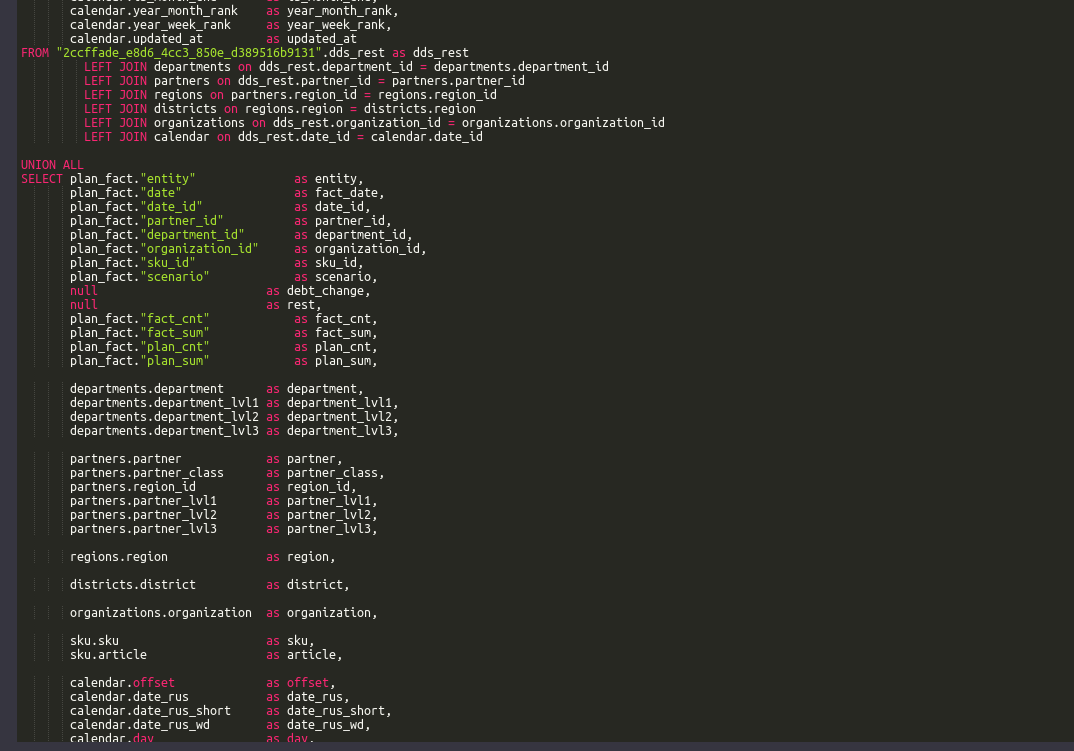 calendar.year_month_rank as year_month_rank,
calendar.year_week_rank as year_week_rank,
calendar.updated_at as updated_at
FROM "2ccffade_e8d6_4cc3_850e_d389516b9131".dds_rest as dds_rest
LEFT JOIN departments on dds_rest.department_id = departments.department_id
LEFT JOIN partners on dds_rest.partner_id = partners.partner_id
LEFT JOIN regions on partners.region_id = regions.region_id
LEFT JOIN districts on regions.region = districts.region
LEFT JOIN organizations on dds_rest.organization_id = organizations.organization_id
LEFT JOIN calendar on dds_rest.date_id = calendar.date_id
UNION ALL
SELECT plan_fact."entity" as entity,
plan_fact."date" as fact_date,
plan_fact."date_id" as date_id,
plan_fact."partner_id" as partner_id,
plan_fact."department_id" as department_id,
plan_fact."organization_id" as organization_id,
plan_fact."sku_id" as sku_id,
plan_fact."scenario" as scenario,
null as debt_change,
null as rest,
plan_fact."fact_cnt" as fact_cnt,
plan_fact."fact_sum" as fact_sum,
plan_fact."plan_cnt" as plan_cnt,
plan_fact."plan_sum" as plan_sum,
departments.department as department,
departments.department_lvl1 as department_lvl1,
departments.department_lvl2 as department_lvl2,
departments.department_lvl3 as department_lvl3,
partners.partner as partner,
partners.partner_class as partner_class,
partners.region_id as region_id,
partners.partner_lvl1 as partner_lvl1,
partners.partner_lvl2 as partner_lvl2,
partners.partner_lvl3 as partner_lvl3,
regions.region as region,
districts.district as district,
organizations.organization as organization,
sku.sku as sku,
sku.article as article,
calendar.offset as offset,
calendar.date_rus as date_rus,
calendar.date_rus_short as date_rus_short,
calendar.date_rus_wd as date_rus_wd,
calendar.day as day,